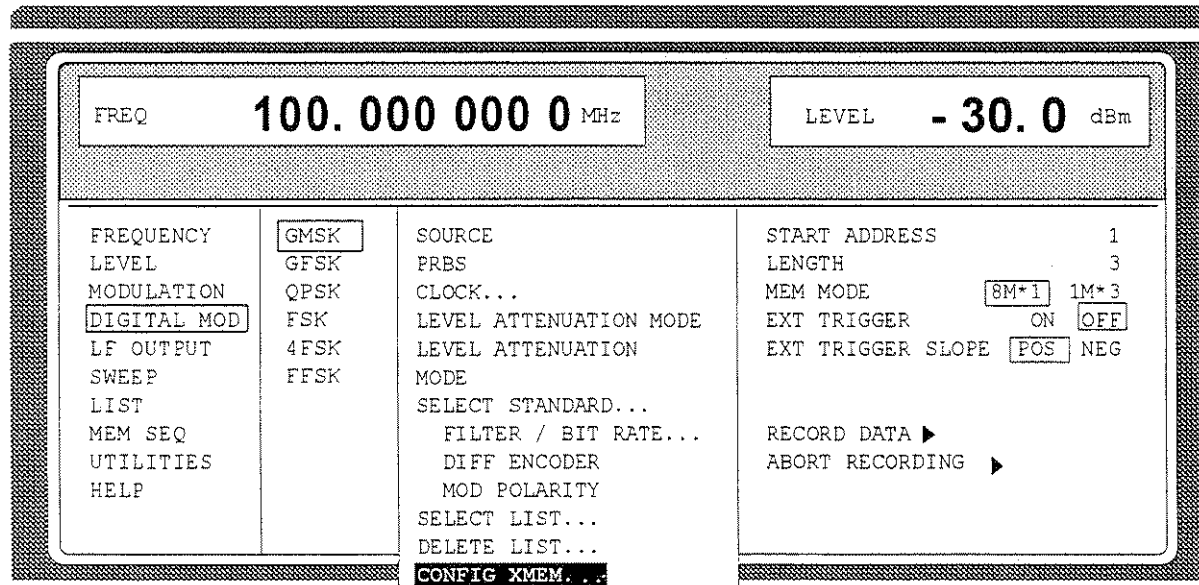 FREQ 100. 000 000 0 MHz
LEVEL - 30. 0 dBm
FREQUENCY
LEVEL
MODULATION
DIGITAL MOD
LF OUTPUT
SWEEP
LIST
MEM SEQ
UTILITIES
HELP
GMSK
GFSK
QPSK
FSK
4FSK
FFSK
SOURCE
PRBS
CLOCK...
LEVEL ATTENUATION MODE
LEVEL ATTENUATION
MODE
SELECT STANDARD...
FILTER / BIT RATE...
DIFF ENCODER
MOD POLARITY
SELECT LIST...
DELETE LIST...
CONFIG XMEM...
START ADDRESS 1
LENGTH 3
MEM MODE 8M*1 1M*3
EXT TRIGGER ON OFF
EXT TRIGGER SLOPE POS NEG
RECORD DATA ▶
ABORT RECORDING ▶